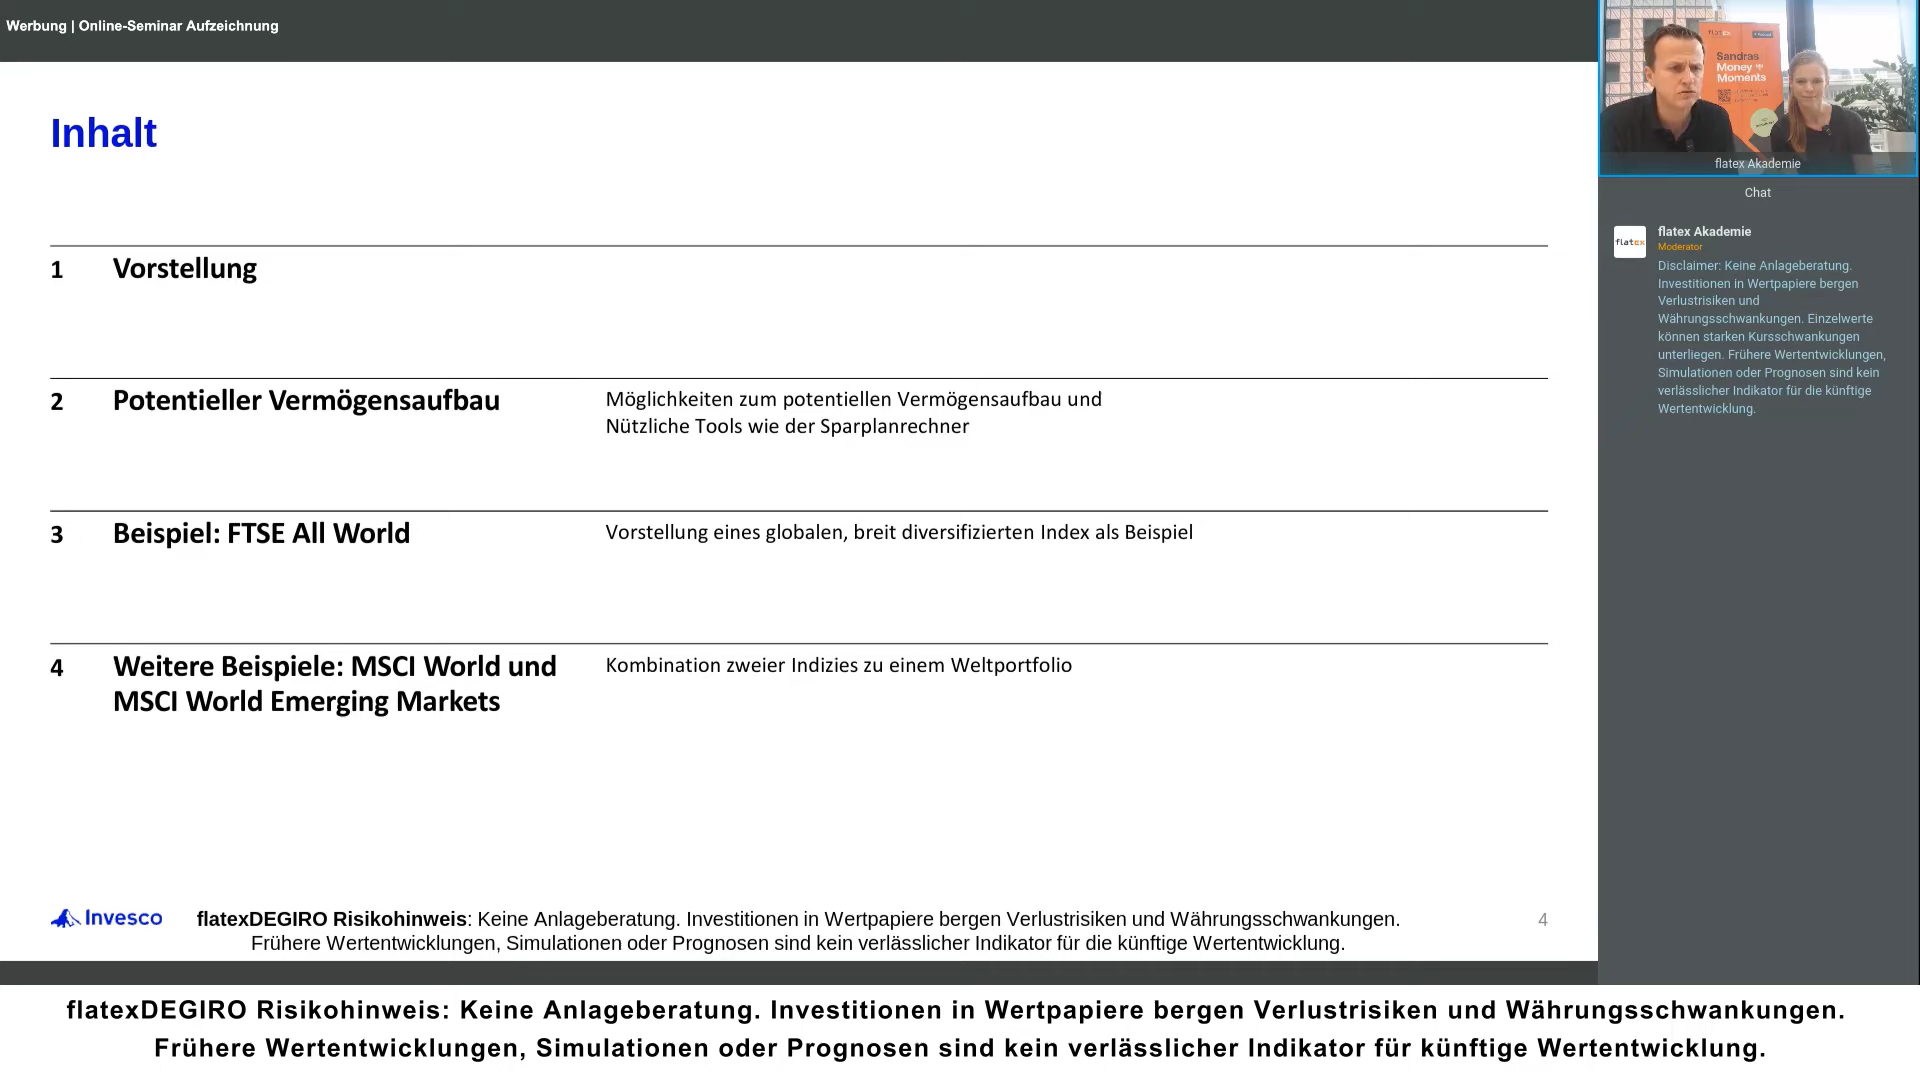 Werbung | Online-Seminar Aufzeichnung
Inhalt
1 Vorstellung
2 Potentieller Vermögensaufbau
Möglichkeiten zum potentiellen Vermögensaufbau und
Nützliche Tools wie der Sparplanrechner
3 Beispiel: FTSE All World
Vorstellung eines globalen, breit diversifizierten Index als Beispiel
4 Weitere Beispiele: MSCI World und
MSCI World Emerging Markets
Kombination zweier Indizies zu einem Weltportfolio
Invesco
flatexDEGIRO Risikohinweis: Keine Anlageberatung. Investitionen in Wertpapiere bergen Verlustrisiken und Währungsschwankungen.
Frühere Wertentwicklungen, Simulationen oder Prognosen sind kein verlässlicher Indikator für die künftige Wertentwicklung.
4
flatex
Sandras
Money
Moments
flatex Akademie
Chat
flatex
flatex Akademie
Moderator
Disclaimer: Keine Anlageberatung.
Investitionen in Wertpapiere bergen
Verlustrisiken und
Währungsschwankungen. Einzelwerte
können starken Kursschwankungen
unterliegen. Frühere Wertentwicklungen,
Simulationen oder Prognosen sind kein
verlässlicher Indikator für die künftige
Wertentwicklung.
flatexDEGIRO Risikohinweis: Keine Anlageberatung. Investitionen in Wertpapiere bergen Verlustrisiken und Währungsschwankungen.
Frühere Wertentwicklungen, Simulationen oder Prognosen sind kein verlässlicher Indikator für künftige Wertentwicklung.